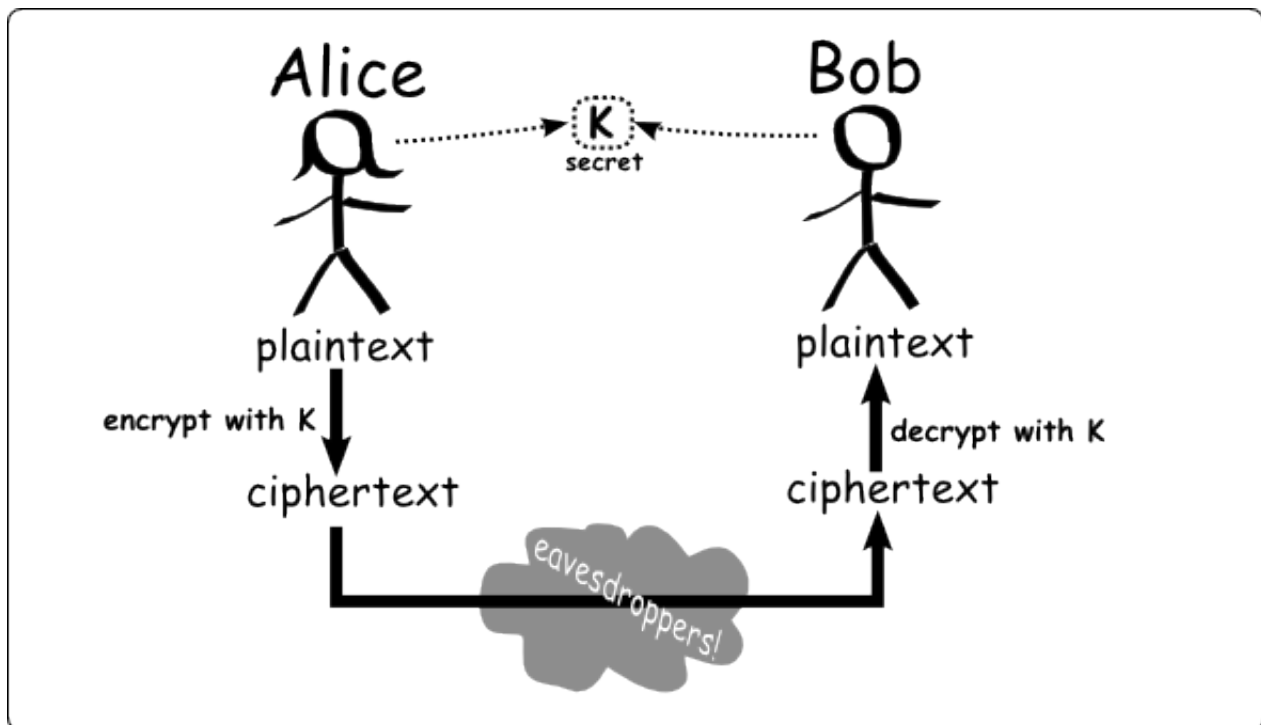 Alice
Bob
K
secret
plaintext
plaintext
encrypt with K
decrypt with K
ciphertext
ciphertext
eavesdroppers!